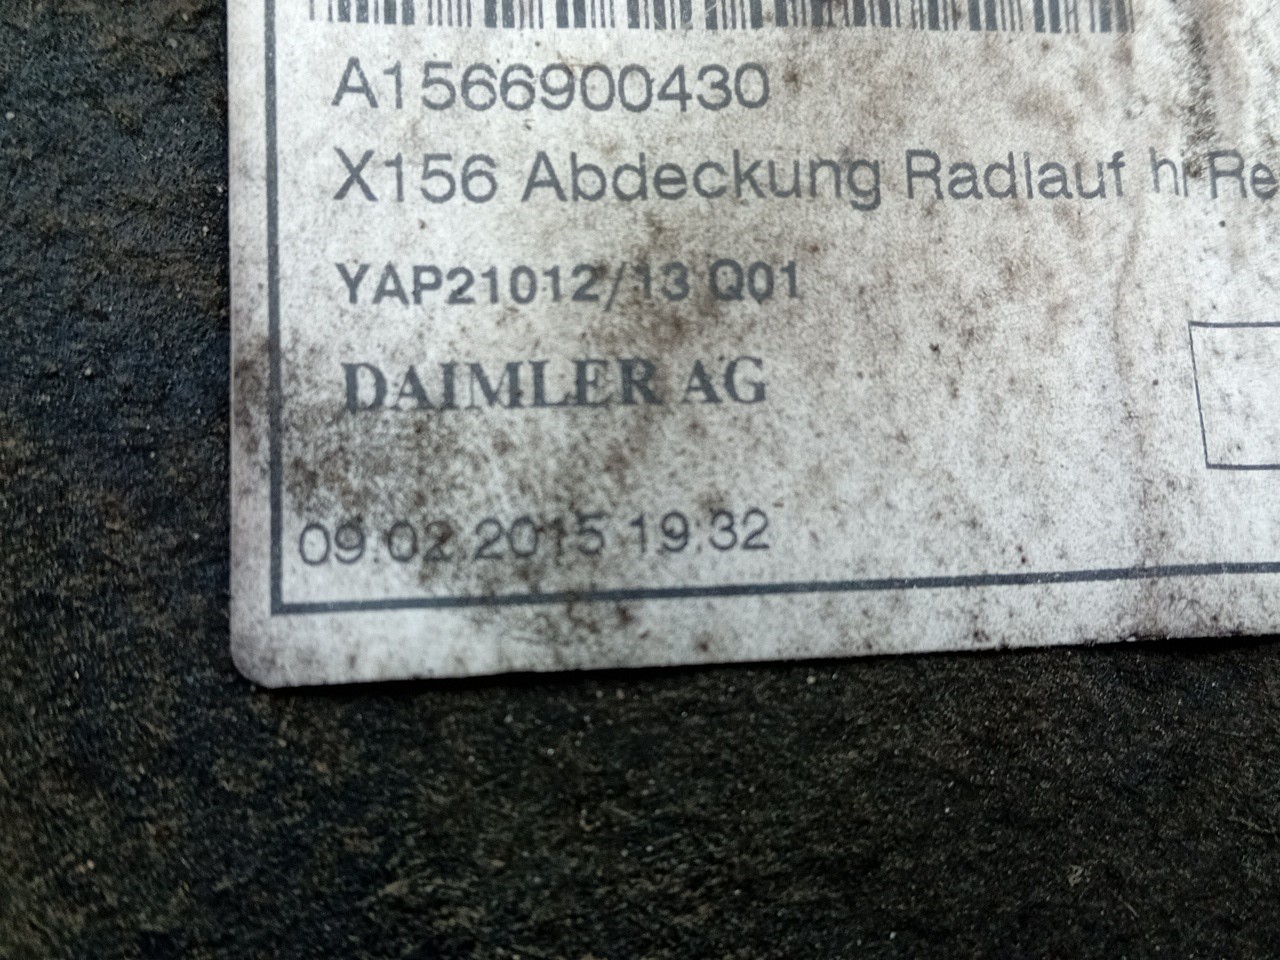 A1566900430
X156 Abdeckung Radlauf hi Re
YAP21012/13 Q01
DAIMLER AG
09.02.2015 19:32